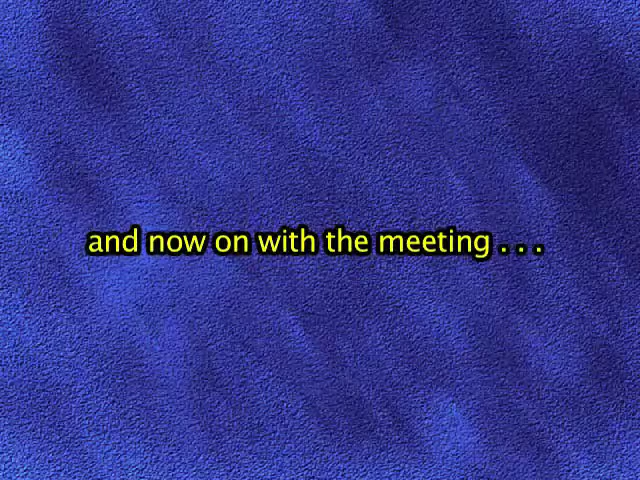 and now on with the meeting . . .